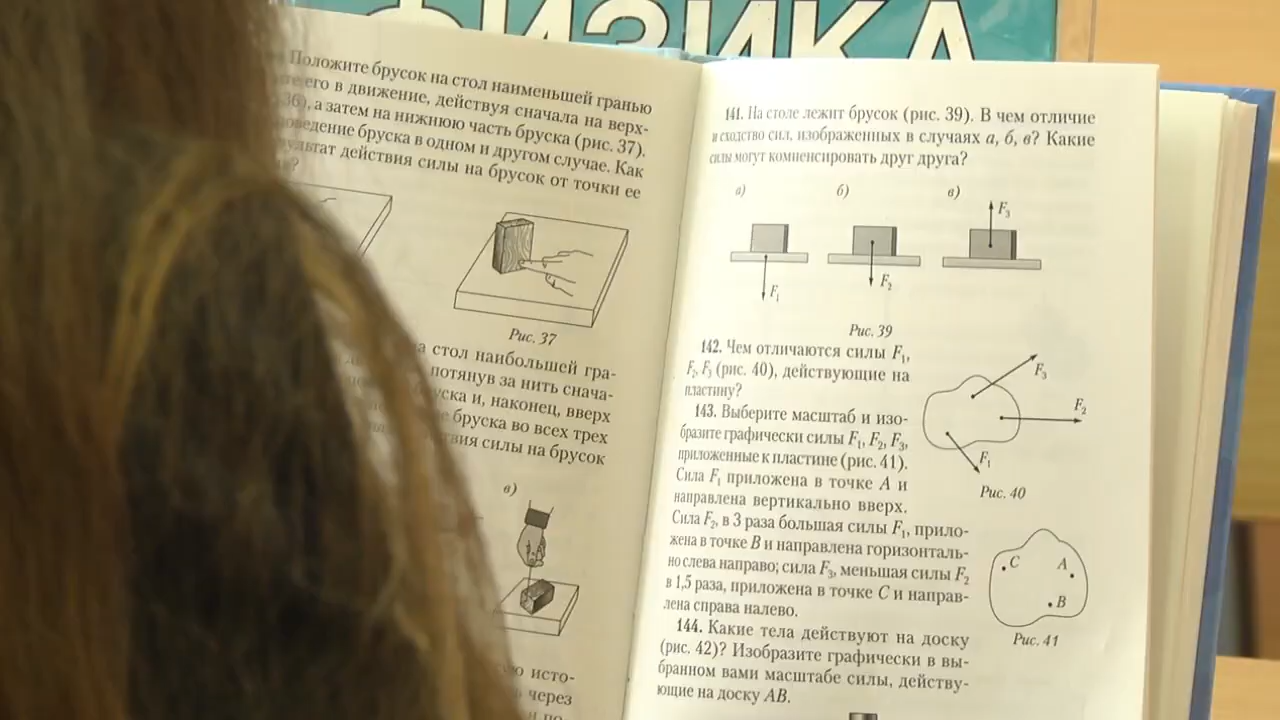 ФИЗИКА
Положите брусок на стол наименьшей гранью
его в движение, действуя сначала на верх-
36), а затем на нижнюю часть бруска (рис. 37).
бруска в одном и другом случае. Как
действия силы на брусок от точки ее
Рис. 37
стол наибольшей гра-
потянув за нить снача-
и, наконец, вверх
бруска во всех трех
силы на брусок
в)
исто-
через
141. На столе лежит брусок (рис. 39). В чем отличие
и сходство сил, изображенных в случаях а, б, в? Какие
силы могут компенсировать друг друга?
а) б) в)
F₃
F₁ F₂
Рис. 39
142. Чем отличаются силы F₁,
F₂, F₃ (рис. 40), действующие на
пластину?
F₃
F₂
F₁
Рис. 40
143. Выберите масштаб и изо-
бразите графически силы F₁, F₂, F₃,
приложенные к пластине (рис. 41).
Сила F₁ приложена в точке А и
направлена вертикально вверх.
Сила F₂, в 3 раза большая силы F₁, прило-
жена в точке В и направлена горизонталь-
но слева направо; сила F₃, меньшая силы F₂
в 1,5 раза, приложена в точке С и направ-
лена справа налево.
C A
B
Рис. 41
144. Какие тела действуют на доску
(рис. 42)? Изобразите графически в вы-
бранном вами масштабе силы, действу-
ющие на доску АВ.